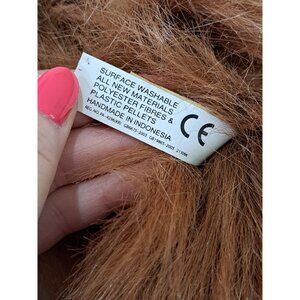 SURFACE WASHABLE
ALL NEW MATERIALS
POLYESTER FIBRES &
PLASTIC PELLETS
HANDMADE IN INDONESIA
CE